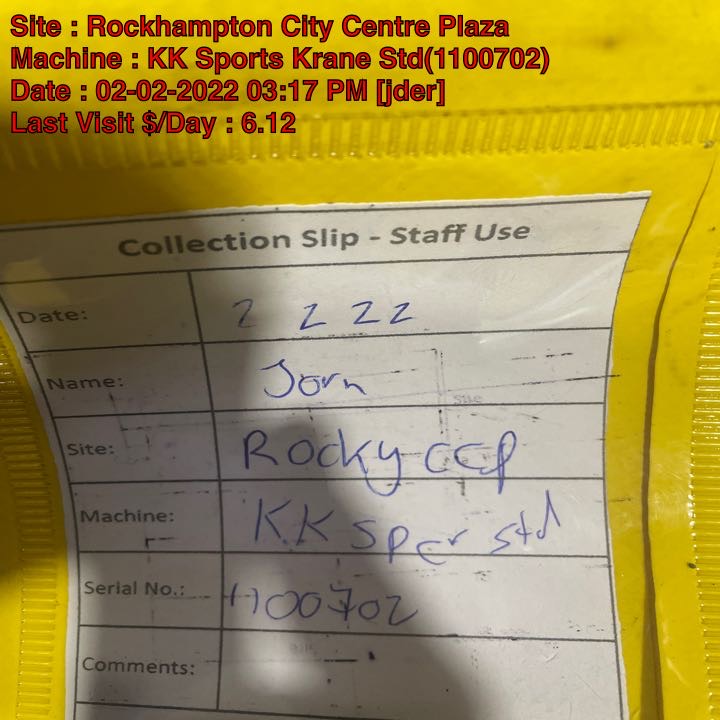 Site : Rockhampton City Centre Plaza
Machine : KK Sports Krane Std(1100702)
Date : 02-02-2022 03:17 PM [jder]
Last Visit $/Day : 6.12
Collection Slip - Staff Use
Date: 2 2 22
Name: Jorn
Site: Rocky CCP
Machine: KK Sper Std
Serial No.: 1100702
Comments: